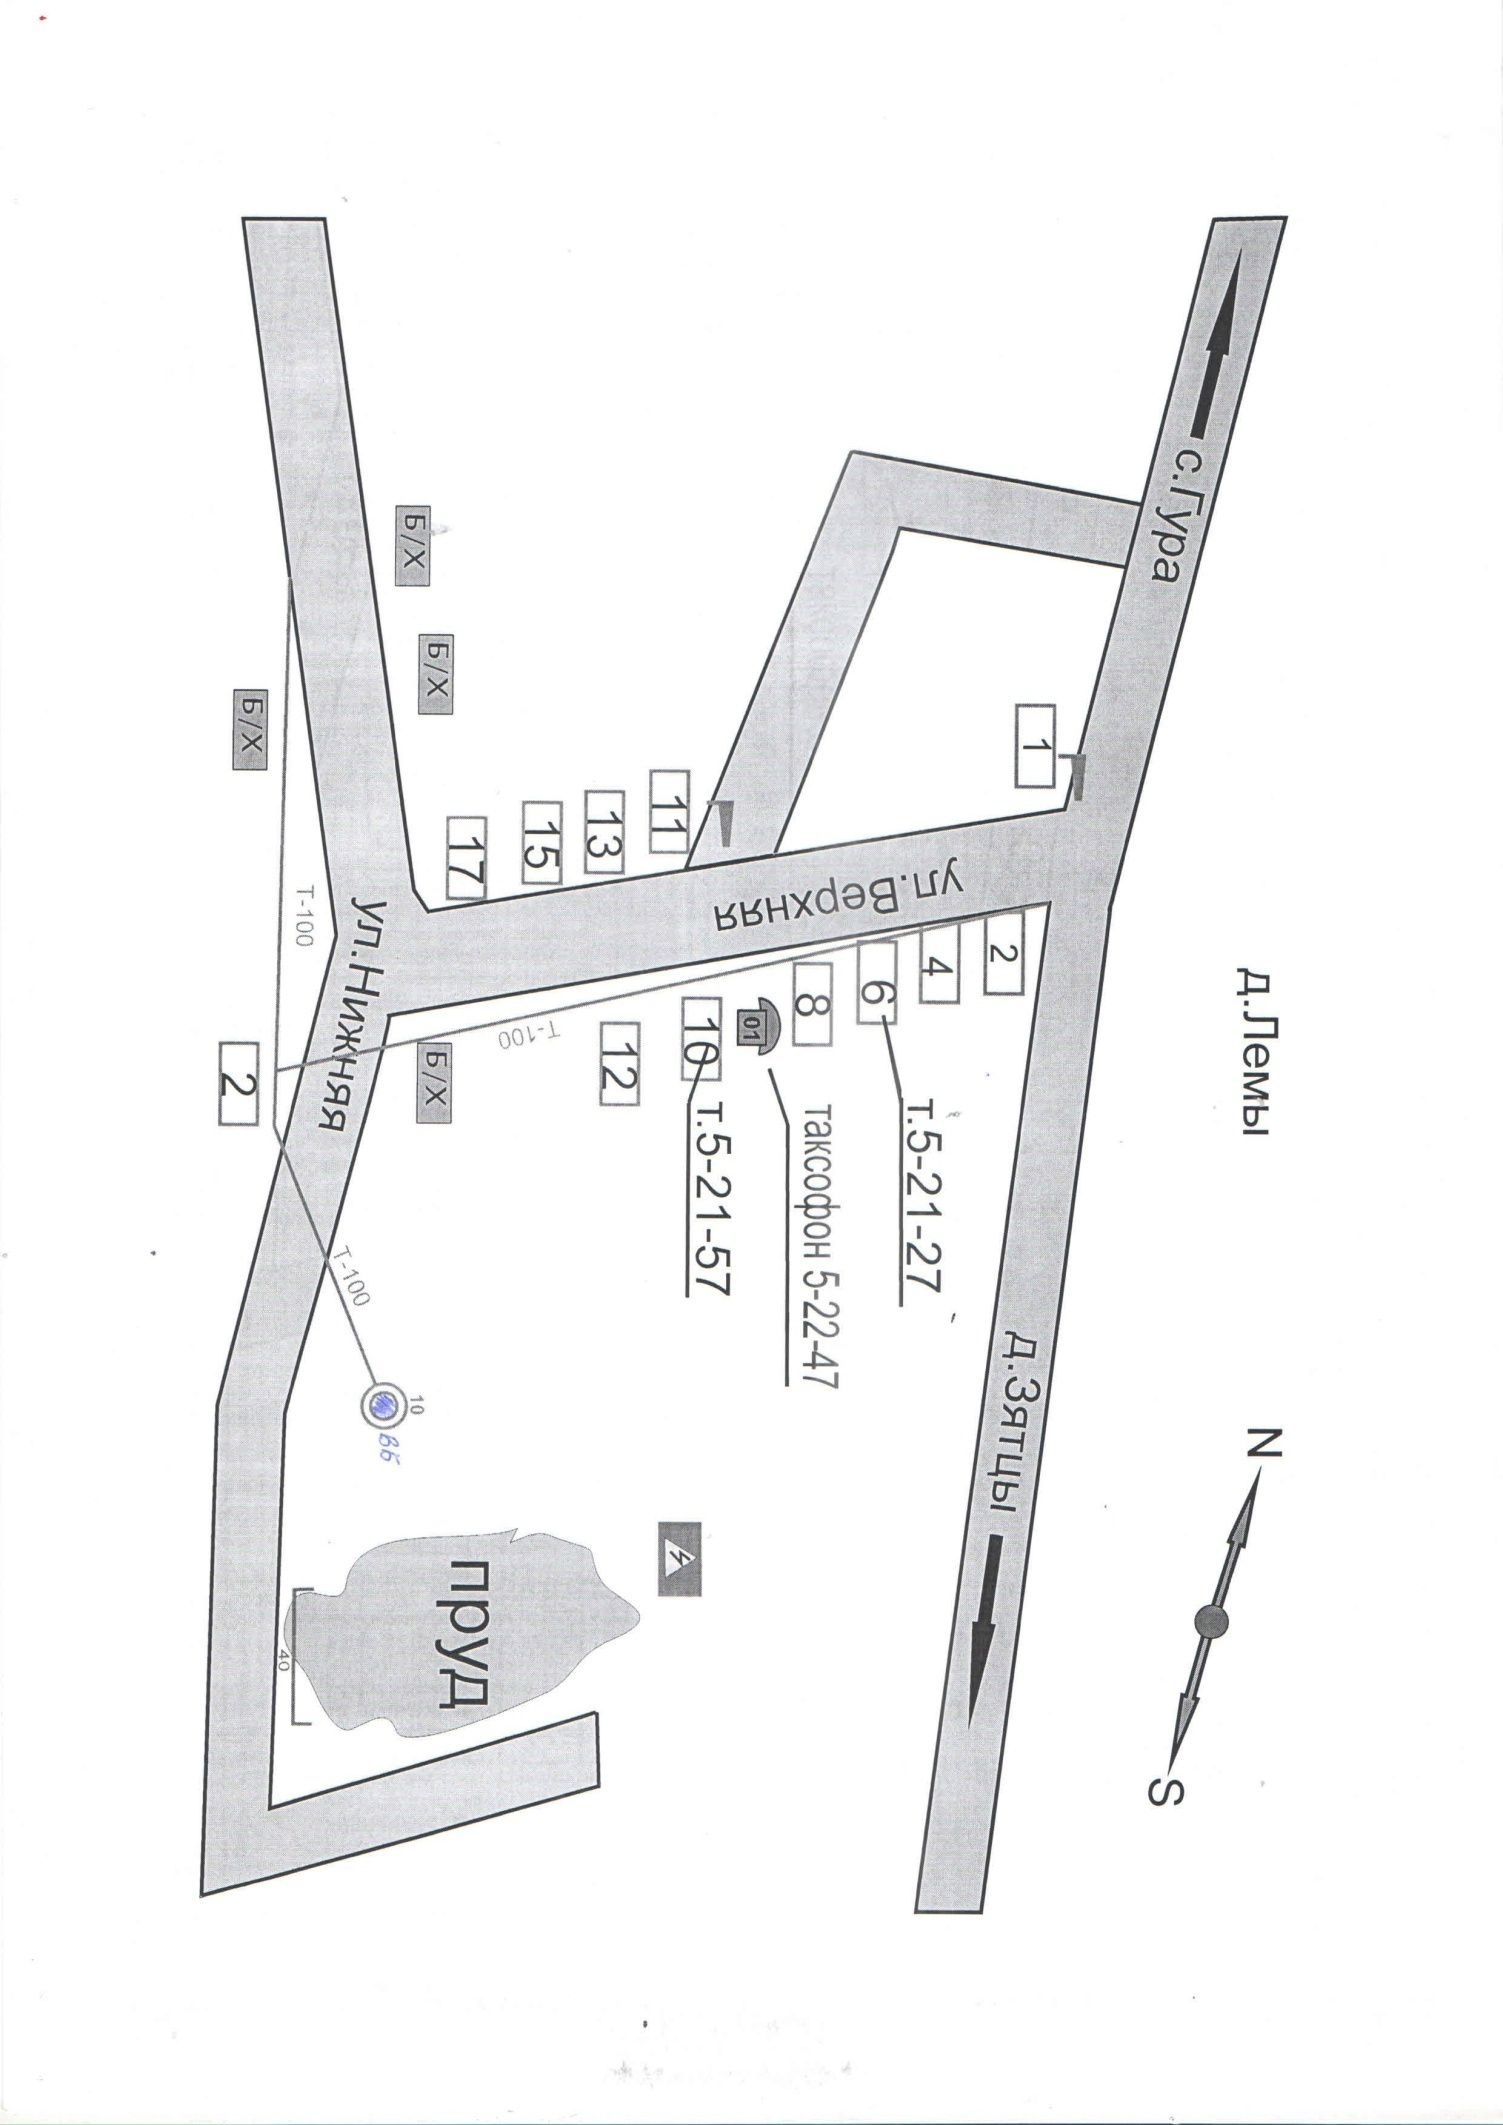 д.Лемы
N
S
с.Гура
д.Зятцы
1
ул.Верхняя
2
4
6
т.5-21-27
8
таксофон 5-22-47
01
10
т.5-21-57
11
12
13
15
17
Т-100
Б/Х
Б/Х
Б/Х
Б/Х
ул.Нижняя
Т-100
2
Т-100
10
ВБ
пруд
40